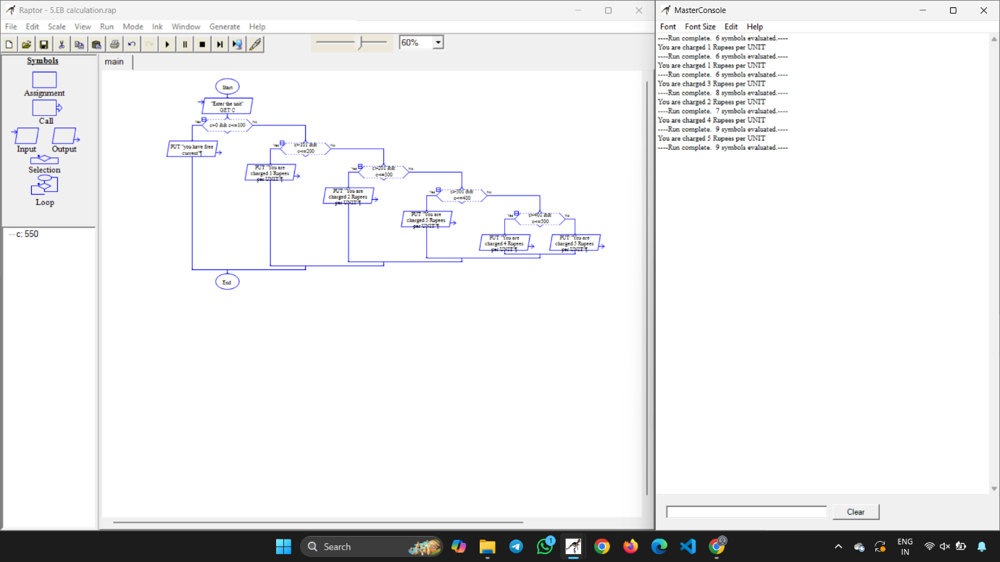 Raptor - 5.EB calculation.rap
File Edit Scale View Run Mode Ink Window Generate Help
60%
Symbols
Assignment
Call
Input Output
Selection
Loop
c: 550
main
Start
"Enter the unit"
GET C
Yes No
c>0 && c<=100
PUT "you have free
current"¶
Yes No
c>=101 &&
c<=200
PUT "You are
charged 1 Rupees
per UNIT"¶
Yes No
c>=201 &&
c<=300
PUT "You are
charged 2 Rupees
per UNIT"¶
Yes No
c>=301 &&
c<=400
PUT "You are
charged 3 Rupees
per UNIT"¶
Yes No
c>=401 &&
c<=500
PUT "You are
charged 4 Rupees
per UNIT"¶
PUT "You are
charged 5 Rupees
per UNIT"¶
End
MasterConsole
Font Font Size Edit Help
----Run complete. 6 symbols evaluated.----
You are charged 1 Rupees per UNIT
----Run complete. 6 symbols evaluated.----
You are charged 1 Rupees per UNIT
----Run complete. 6 symbols evaluated.----
You are charged 3 Rupees per UNIT
----Run complete. 8 symbols evaluated.----
You are charged 2 Rupees per UNIT
----Run complete. 7 symbols evaluated.----
You are charged 4 Rupees per UNIT
----Run complete. 9 symbols evaluated.----
You are charged 5 Rupees per UNIT
----Run complete. 9 symbols evaluated.----
Clear
Search
1
ENG
IN